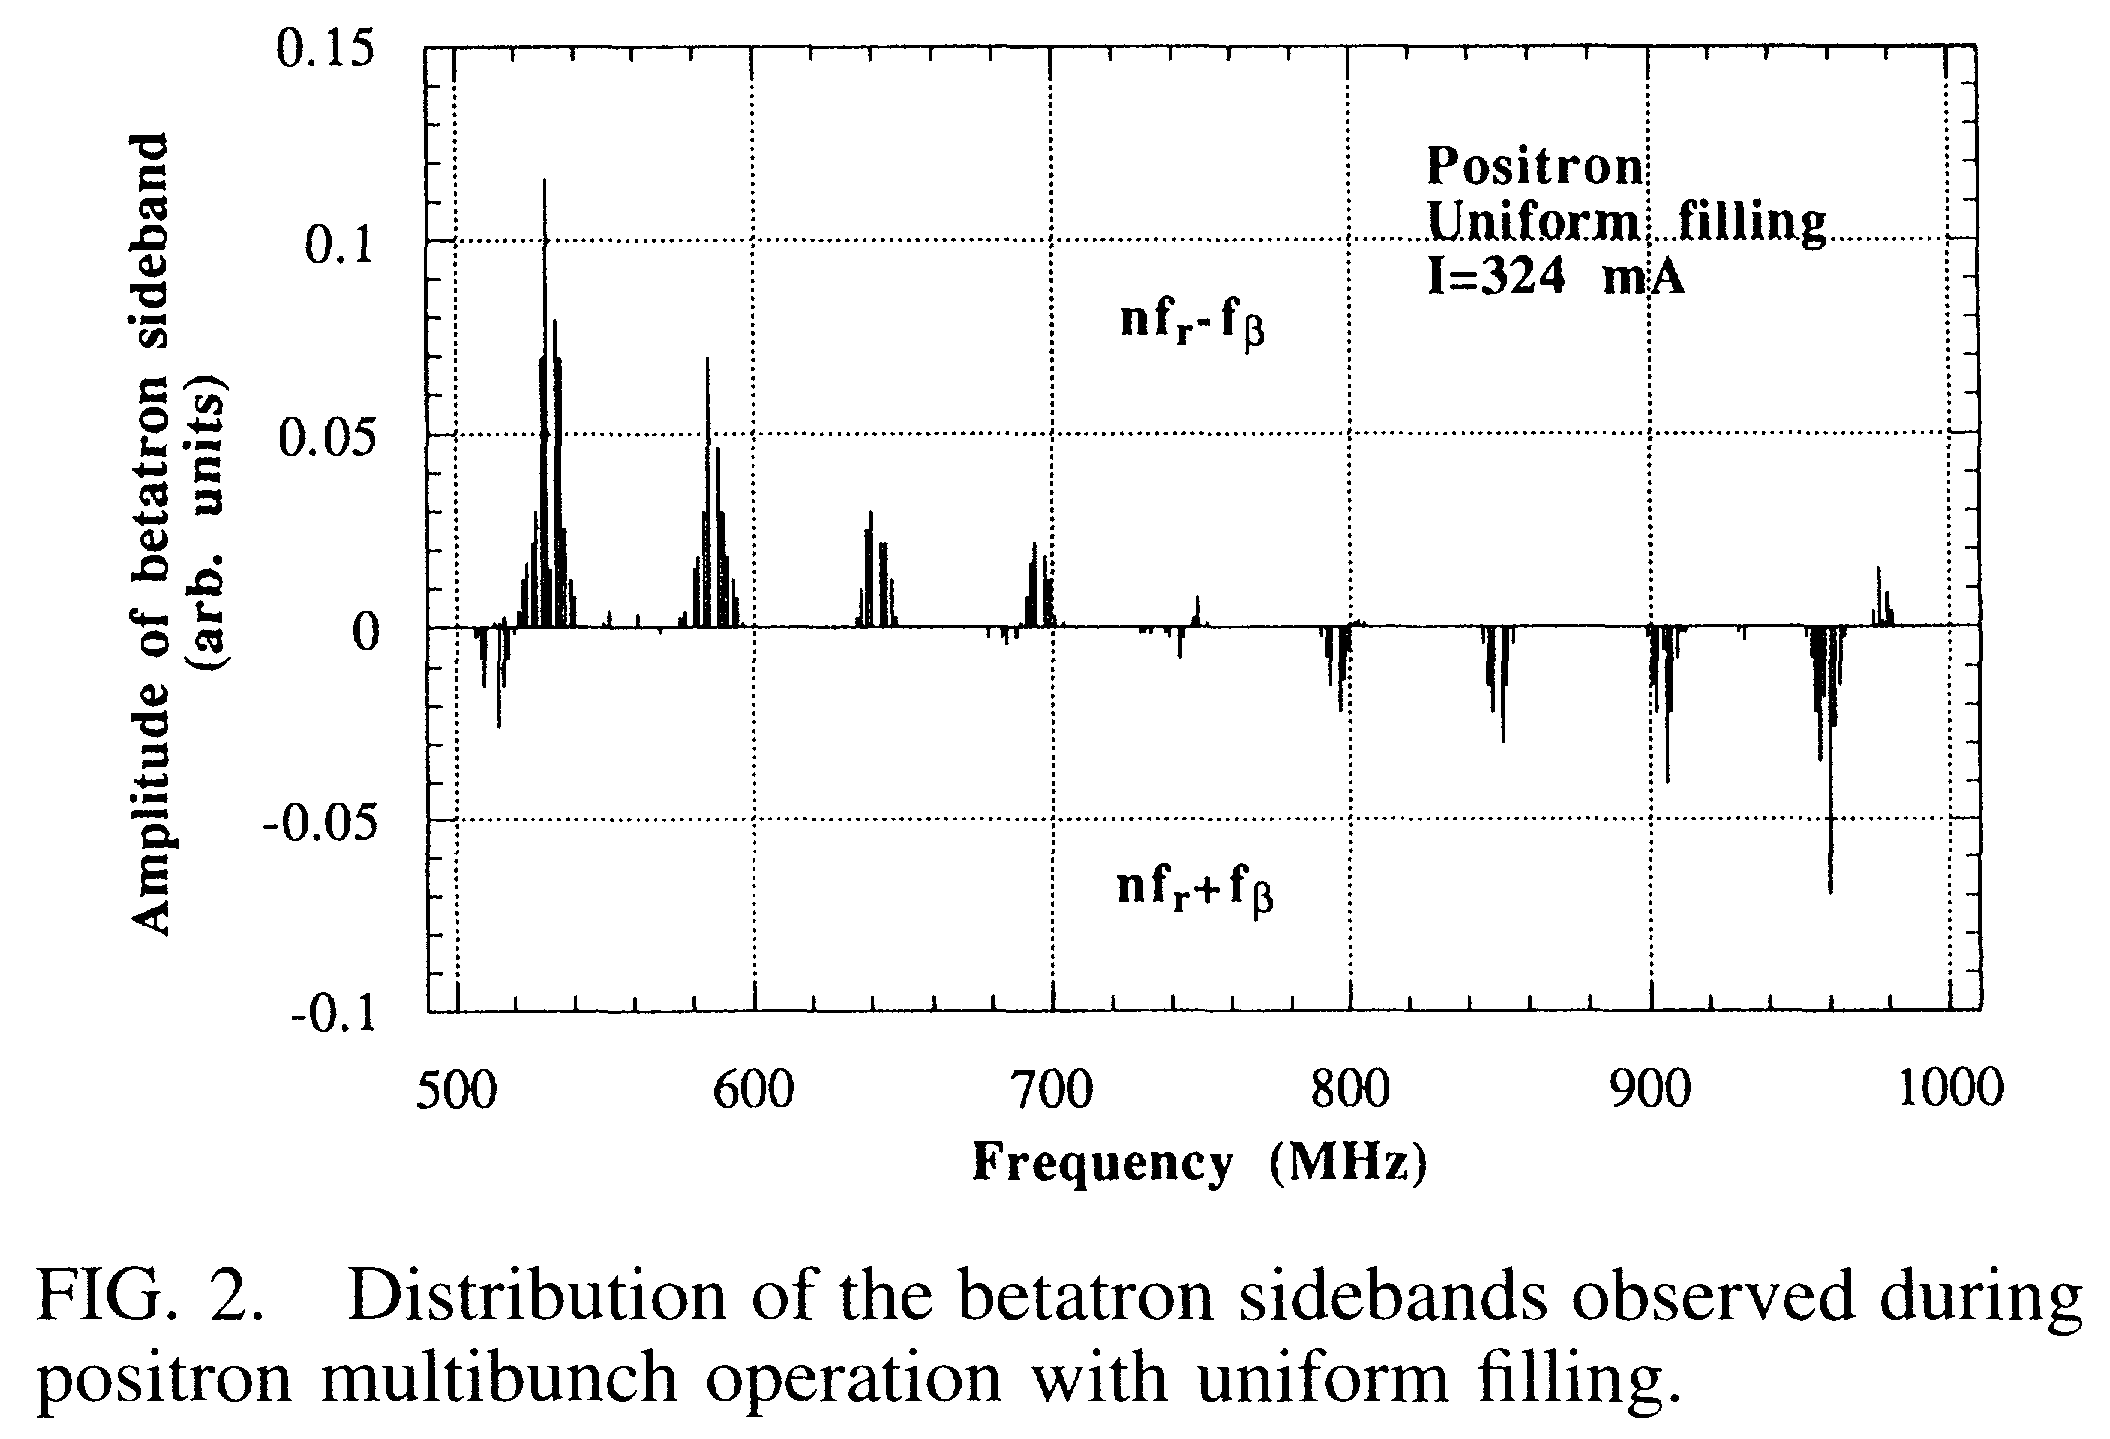 0.15
0.1
0.05
0
-0.05
-0.1
Amplitude of betatron sideband
(arb. units)
Positron
Uniform filling
I=324 mA
nfr-fβ
nfr+fβ
500 600 700 800 900 1000
Frequency (MHz)
FIG. 2. Distribution of the betatron sidebands observed during
positron multibunch operation with uniform filling.